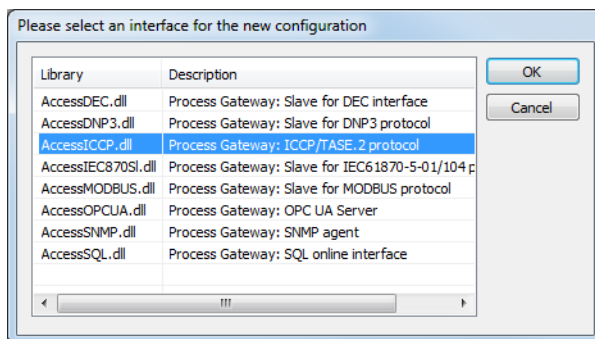 Please select an interface for the new configuration
Library Description
AccessDEC.dll Process Gateway: Slave for DEC interface
AccessDNP3.dll Process Gateway: Slave for DNP3 protocol
AccessICCP.dll Process Gateway: ICCP/TASE.2 protocol
AccessIEC870Sl.dll Process Gateway: Slave for IEC61870-5-01/104 p
AccessMODBUS.dll Process Gateway: Slave for MODBUS protocol
AccessOPCUA.dll Process Gateway: OPC UA Server
AccessSNMP.dll Process Gateway: SNMP agent
AccessSQL.dll Process Gateway: SQL online interface
OK
Cancel